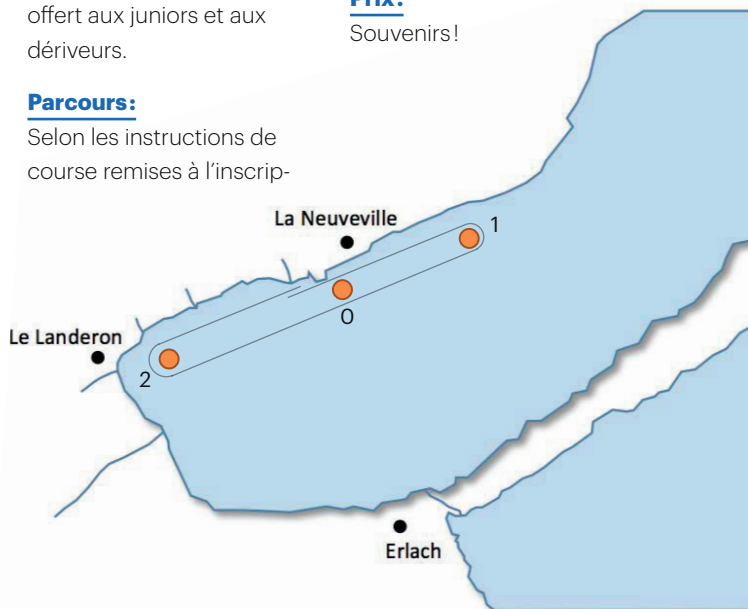 offert aux juniors et aux
dériveurs.
Parcours:
Selon les instructions de
course remises à l'inscrip-
Prix:
Souvenirs!
La Neuveville
1
0
Le Landeron
2
Erlach